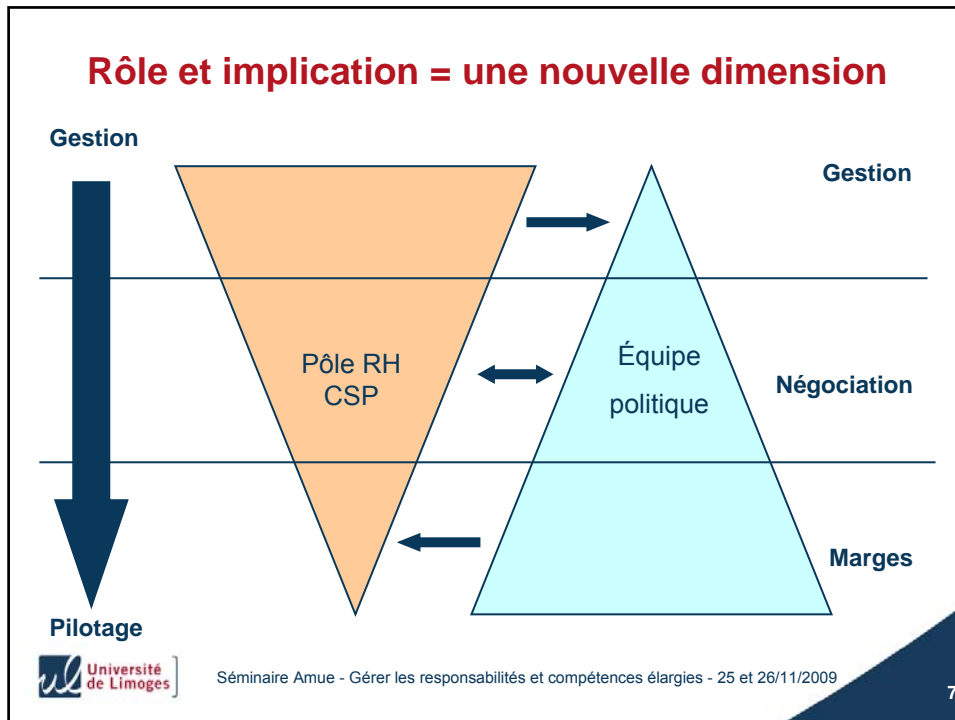 Rôle et implication = une nouvelle dimension
Gestion
Gestion
Pôle RH
CSP
Équipe
politique
Négociation
Marges
Pilotage
ul Université
de Limoges
Séminaire Amue - Gérer les responsabilités et compétences élargies - 25 et 26/11/2009
7